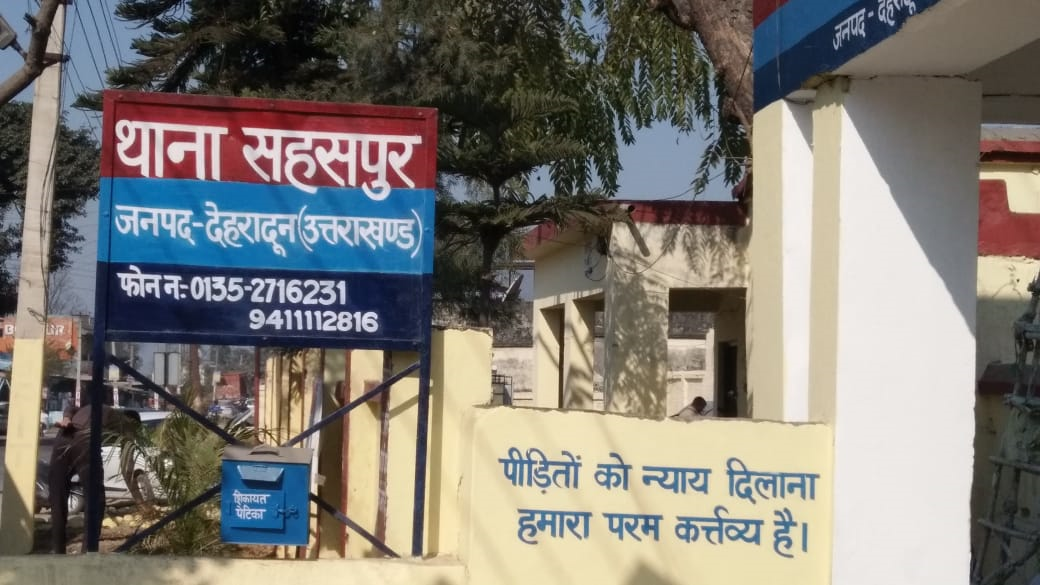 थाना सहसपुर
जनपद-देहरादून(उत्तराखण्ड)
फोन नः-0135-2716231
9411112816
शिकायत
पेटिका
पीड़ितों को न्याय दिलाना
हमारा परम कर्त्तव्य है।
जनपद - देहरादून